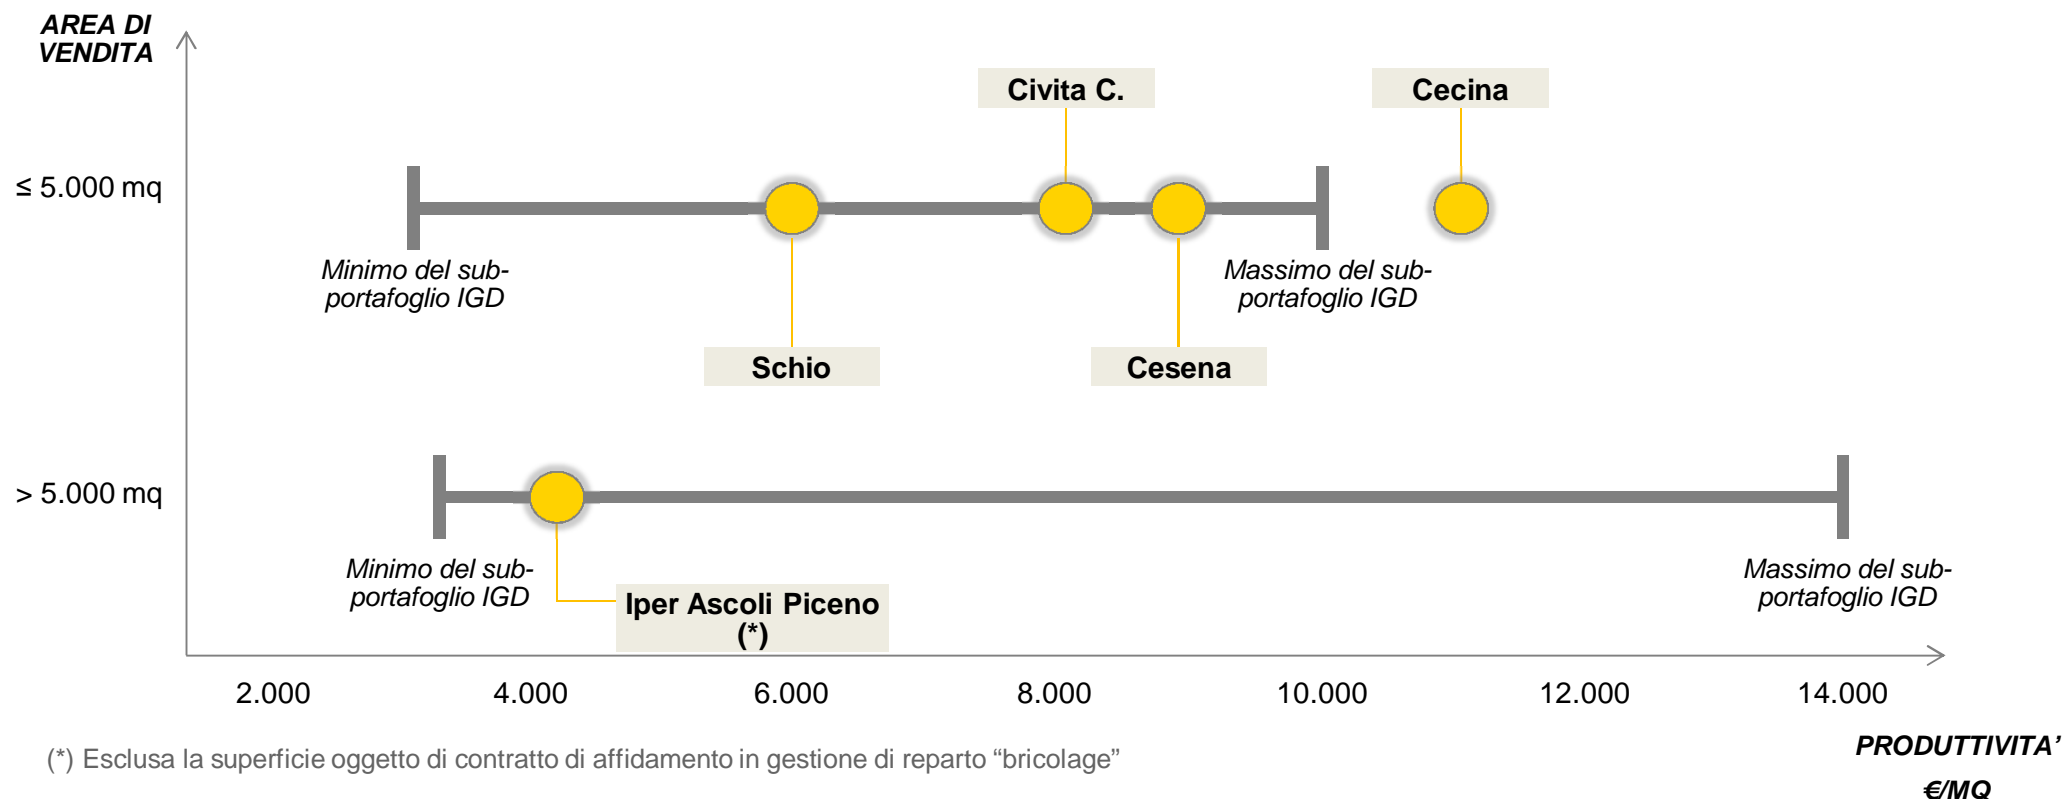 AREA DI
VENDITA
Civita C.
Cecina
≤ 5.000 mq
Minimo del sub-
portafoglio IGD
Massimo del sub-
portafoglio IGD
Schio
Cesena
> 5.000 mq
Minimo del sub-
portafoglio IGD
Massimo del sub-
portafoglio IGD
Iper Ascoli Piceno
(*)
2.000 4.000 6.000 8.000 10.000 12.000 14.000
(*) Esclusa la superficie oggetto di contratto di affidamento in gestione di reparto “bricolage”
PRODUTTIVITA’
€/MQ